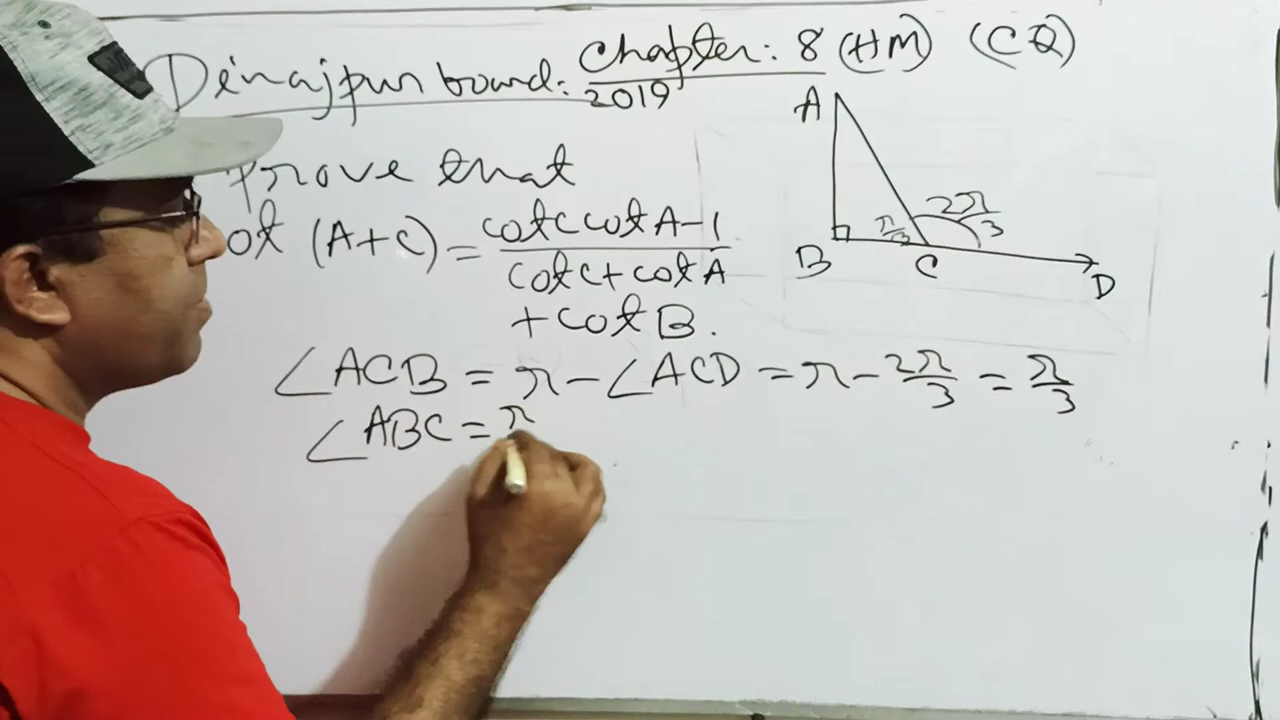 Chapter: 8 (HM) (CQ)
Dinajpur board: 2019
Prove that
ot (A+C) = cotC cotA-1 / cotC + cotA
+ cotB.
A
B
C
D
π/3
2π/3
∠ACB = π - ∠ACD = π - 2π/3 = π/3
∠ABC = π